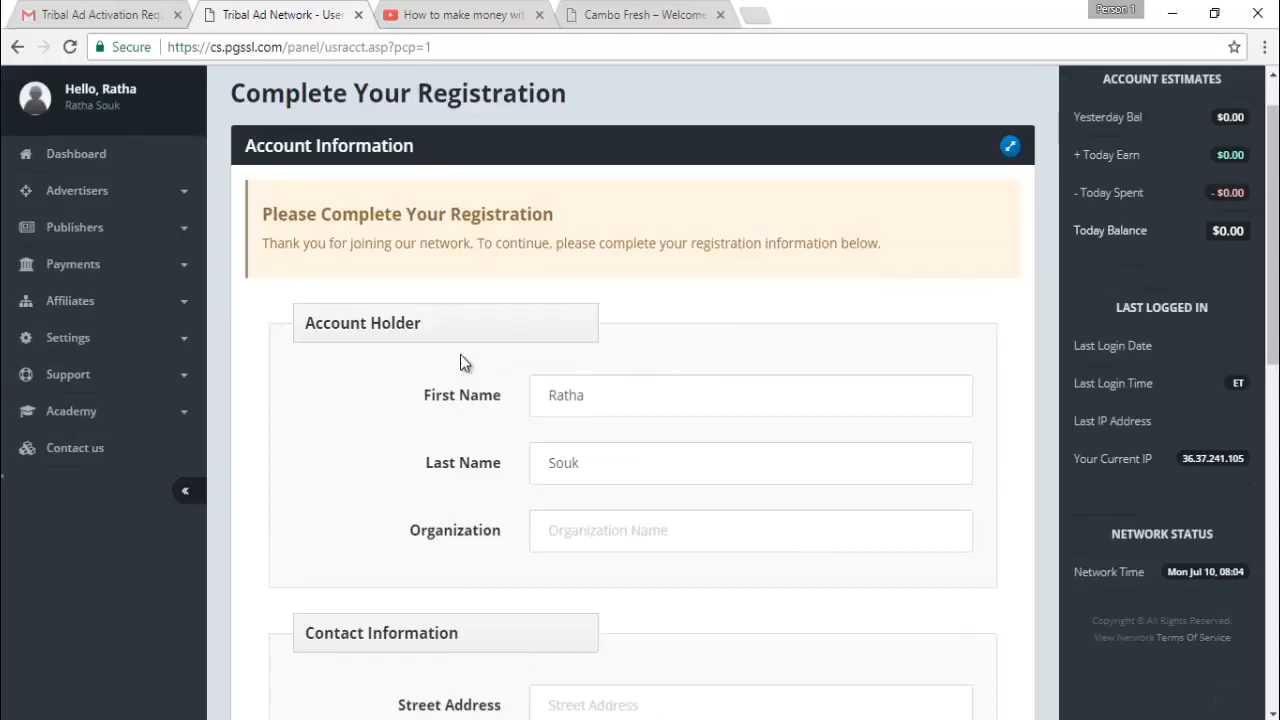 Tribal Ad Activation Requ
Tribal Ad Network - User
How to make money wit
Cambo Fresh – Welcome
Person 1
Secure
https://cs.pgssl.com/panel/usracct.asp?pcp=1
Hello, Ratha
Ratha Souk
Dashboard
Advertisers
Publishers
Payments
Affiliates
Settings
Support
Academy
Contact us
Complete Your Registration
Account Information
Please Complete Your Registration
Thank you for joining our network. To continue, please complete your registration information below.
Account Holder
First Name Ratha
Last Name Souk
Organization Organization Name
Contact Information
Street Address Street Address
ACCOUNT ESTIMATES
Yesterday Bal $0.00
+ Today Earn $0.00
- Today Spent - $0.00
Today Balance $0.00
LAST LOGGED IN
Last Login Date
Last Login Time ET
Last IP Address
Your Current IP 36.37.241.105
NETWORK STATUS
Network Time Mon Jul 10, 08:04
Copyright © All Rights Reserved.
View Network Terms Of Service